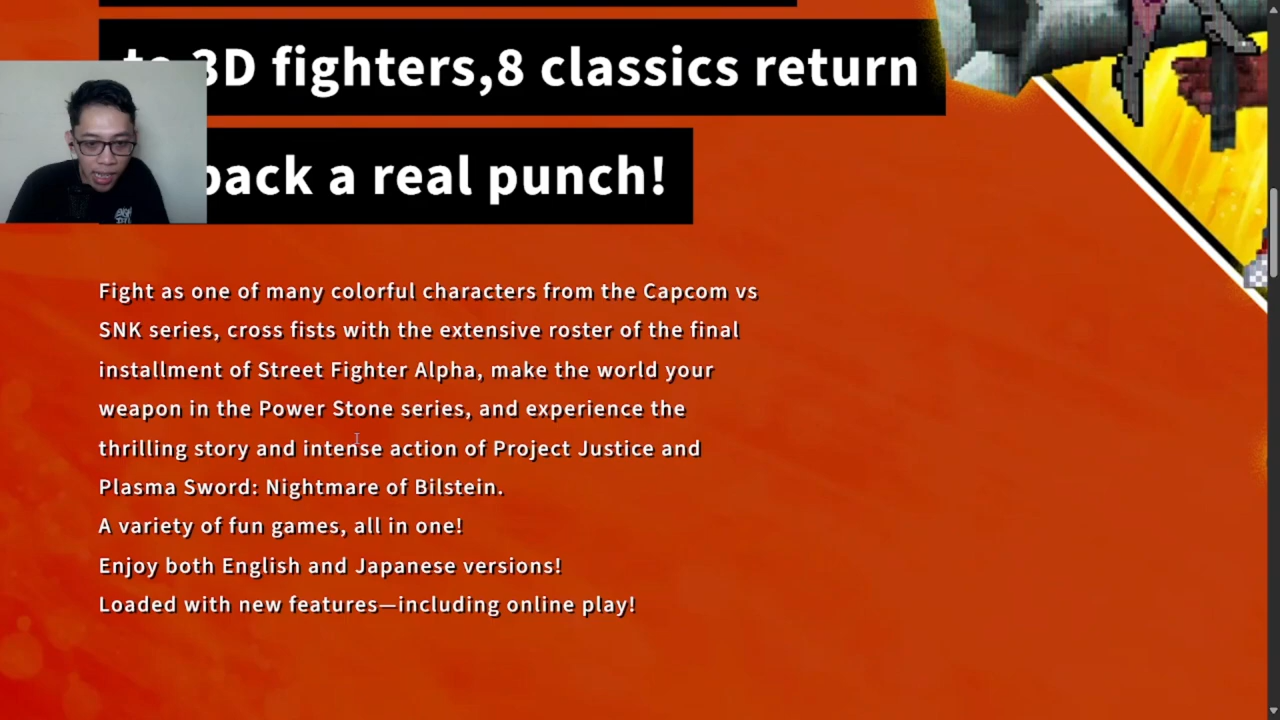 to 3D fighters,8 classics return
back a real punch!
Fight as one of many colorful characters from the Capcom vs
SNK series, cross fists with the extensive roster of the final
installment of Street Fighter Alpha, make the world your
weapon in the Power Stone series, and experience the
thrilling story and intense action of Project Justice and
Plasma Sword: Nightmare of Bilstein.
A variety of fun games, all in one!
Enjoy both English and Japanese versions!
Loaded with new features—including online play!